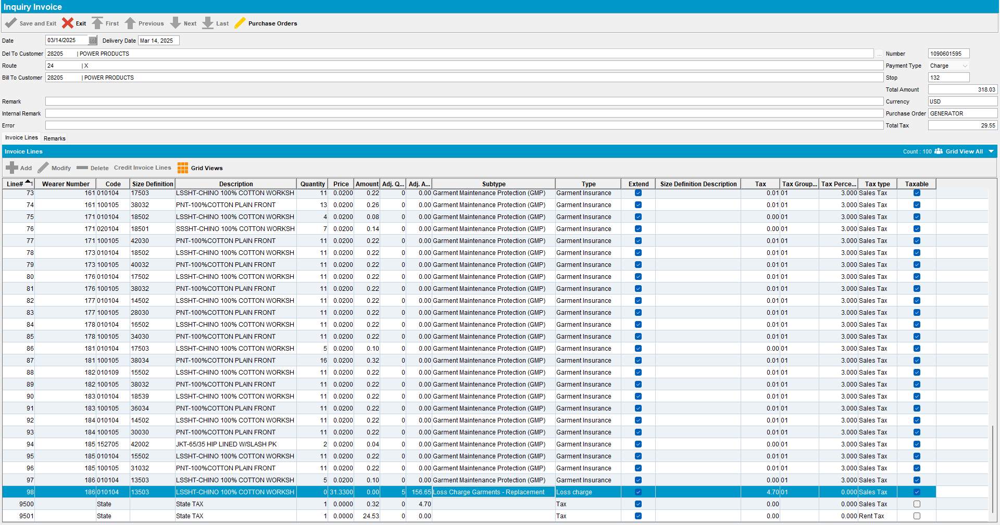 Inquiry Invoice
Save and Exit Exit First Previous Next Last Purchase Orders
Date 03/14/2025 16 Delivery Date Mar 14, 2025
Del To Customer 28205 | POWER PRODUCTS ... Number 1090601595
Route 24 | X Payment Type Charge
Bill To Customer 28205 | POWER PRODUCTS Stop 132
Total Amount 318.03
Remark Currency USD
Internal Remark Purchase Order GENERATOR
Error Total Tax 29.55
Invoice Lines Remarks
Invoice Lines Count : 100 Grid View All
Add Modify Delete Credit Invoice Lines Grid Views
Line# 1 Wearer Number Code Size Definition Description Quantity Price Amount Adj. Q... Adj. A... Subtype Type Extend Size Definition Description Tax Tax Group... Tax Perce... Tax type Taxable
73 161 010104 17503 LSSHT-CHINO 100% COTTON WORKSH 11 0.0200 0.22 0 0.00 Garment Maintenance Protection (GMP) Garment Insurance 0.01 01 3.000 Sales Tax
74 161 100105 38032 PNT-100%COTTON PLAIN FRONT 13 0.0200 0.26 0 0.00 Garment Maintenance Protection (GMP) Garment Insurance 0.01 01 3.000 Sales Tax
75 171 010104 18502 LSSHT-CHINO 100% COTTON WORKSH 4 0.0200 0.08 0 0.00 Garment Maintenance Protection (GMP) Garment Insurance 0.00 01 3.000 Sales Tax
76 171 020104 18501 SSSHT-CHINO 100% COTTON WORKSH 7 0.0200 0.14 0 0.00 Garment Maintenance Protection (GMP) Garment Insurance 0.00 01 3.000 Sales Tax
77 171 100105 42030 PNT-100%COTTON PLAIN FRONT 11 0.0200 0.22 0 0.00 Garment Maintenance Protection (GMP) Garment Insurance 0.01 01 3.000 Sales Tax
78 173 010104 18502 LSSHT-CHINO 100% COTTON WORKSH 11 0.0200 0.22 0 0.00 Garment Maintenance Protection (GMP) Garment Insurance 0.01 01 3.000 Sales Tax
79 173 100105 40032 PNT-100%COTTON PLAIN FRONT 11 0.0200 0.22 0 0.00 Garment Maintenance Protection (GMP) Garment Insurance 0.01 01 3.000 Sales Tax
80 176 010104 17502 LSSHT-CHINO 100% COTTON WORKSH 11 0.0200 0.22 0 0.00 Garment Maintenance Protection (GMP) Garment Insurance 0.01 01 3.000 Sales Tax
81 176 100105 38032 PNT-100%COTTON PLAIN FRONT 11 0.0200 0.22 0 0.00 Garment Maintenance Protection (GMP) Garment Insurance 0.01 01 3.000 Sales Tax
82 177 010104 14502 LSSHT-CHINO 100% COTTON WORKSH 11 0.0200 0.22 0 0.00 Garment Maintenance Protection (GMP) Garment Insurance 0.01 01 3.000 Sales Tax
83 177 100105 28030 PNT-100%COTTON PLAIN FRONT 11 0.0200 0.22 0 0.00 Garment Maintenance Protection (GMP) Garment Insurance 0.01 01 3.000 Sales Tax
84 178 010104 16502 LSSHT-CHINO 100% COTTON WORKSH 11 0.0200 0.22 0 0.00 Garment Maintenance Protection (GMP) Garment Insurance 0.01 01 3.000 Sales Tax
85 178 100105 34030 PNT-100%COTTON PLAIN FRONT 11 0.0200 0.22 0 0.00 Garment Maintenance Protection (GMP) Garment Insurance 0.01 01 3.000 Sales Tax
86 181 010104 17503 LSSHT-CHINO 100% COTTON WORKSH 5 0.0200 0.10 0 0.00 Garment Maintenance Protection (GMP) Garment Insurance 0.00 01 3.000 Sales Tax
87 181 100105 38034 PNT-100%COTTON PLAIN FRONT 16 0.0200 0.32 0 0.00 Garment Maintenance Protection (GMP) Garment Insurance 0.01 01 3.000 Sales Tax
88 182 010109 15502 LSSHT-CHINO 100% COTTON WORKSH 11 0.0200 0.22 0 0.00 Garment Maintenance Protection (GMP) Garment Insurance 0.01 01 3.000 Sales Tax
89 182 100105 38032 PNT-100%COTTON PLAIN FRONT 11 0.0200 0.22 0 0.00 Garment Maintenance Protection (GMP) Garment Insurance 0.01 01 3.000 Sales Tax
90 183 010104 18539 LSSHT-CHINO 100% COTTON WORKSH 11 0.0200 0.22 0 0.00 Garment Maintenance Protection (GMP) Garment Insurance 0.01 01 3.000 Sales Tax
91 183 100105 36034 PNT-100%COTTON PLAIN FRONT 11 0.0200 0.22 0 0.00 Garment Maintenance Protection (GMP) Garment Insurance 0.01 01 3.000 Sales Tax
92 184 010104 14502 LSSHT-CHINO 100% COTTON WORKSH 11 0.0200 0.22 0 0.00 Garment Maintenance Protection (GMP) Garment Insurance 0.01 01 3.000 Sales Tax
93 184 100105 30030 PNT-100%COTTON PLAIN FRONT 11 0.0200 0.22 0 0.00 Garment Maintenance Protection (GMP) Garment Insurance 0.01 01 3.000 Sales Tax
94 185 152705 42002 JKT-65/35 HIP LINED W/SLASH PK 2 0.0200 0.04 0 0.00 Garment Maintenance Protection (GMP) Garment Insurance 0.00 01 3.000 Sales Tax
95 185 010104 15502 LSSHT-CHINO 100% COTTON WORKSH 11 0.0200 0.22 0 0.00 Garment Maintenance Protection (GMP) Garment Insurance 0.01 01 3.000 Sales Tax
96 185 100105 31032 PNT-100%COTTON PLAIN FRONT 11 0.0200 0.22 0 0.00 Garment Maintenance Protection (GMP) Garment Insurance 0.01 01 3.000 Sales Tax
97 186 010104 13503 LSSHT-CHINO 100% COTTON WORKSH 5 0.0200 0.10 0 0.00 Garment Maintenance Protection (GMP) Garment Insurance 0.00 01 3.000 Sales Tax
98 186 010104 13503 LSSHT-CHINO 100% COTTON WORKSH 0 31.3300 0.00 5 156.65 Loss Charge Garments - Replacement Loss charge 4.70 01 0.000 Sales Tax
9500 State State TAX 1 0.0000 0.32 0 4.70 Tax 0.00 0.000 Sales Tax
9501 State State TAX 1 0.0000 24.53 0 0.00 Tax 0.00 0.000 Rent Tax